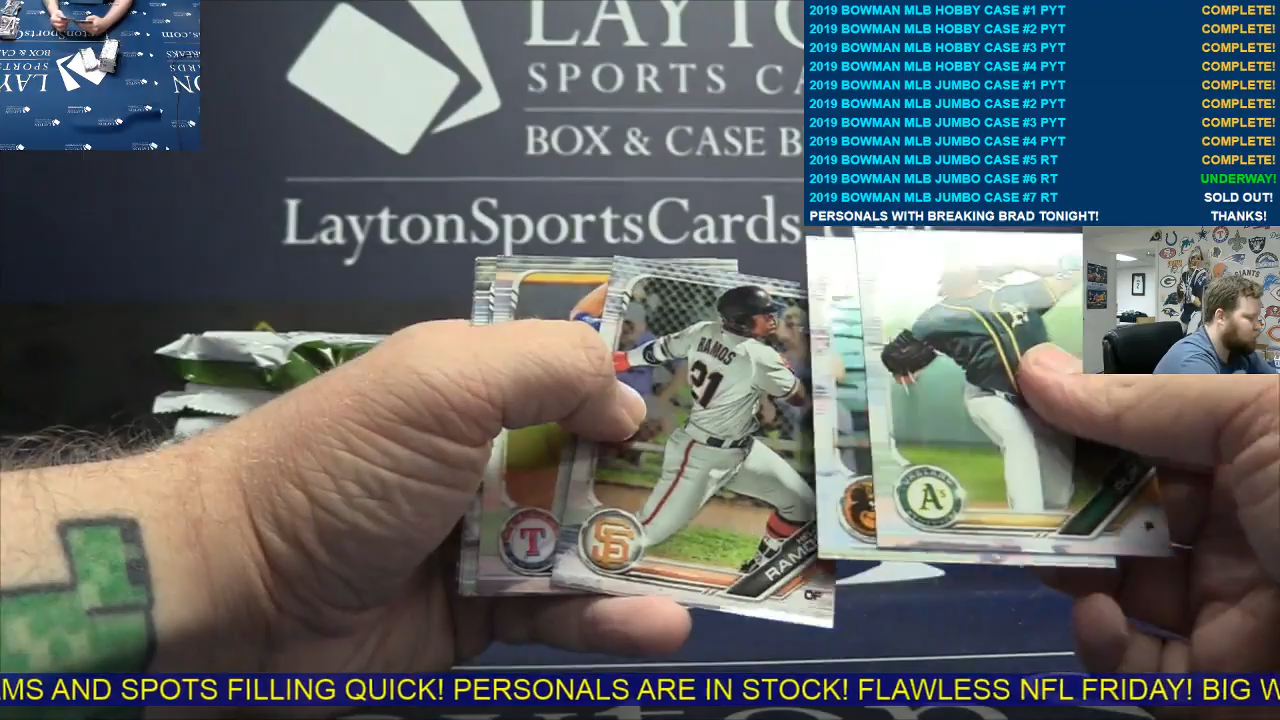 LAYTO
SPORTS CA
BOX & CASE B
LaytonSportsCards.
2019 BOWMAN MLB HOBBY CASE #1 PYT COMPLETE!
2019 BOWMAN MLB HOBBY CASE #2 PYT COMPLETE!
2019 BOWMAN MLB HOBBY CASE #3 PYT COMPLETE!
2019 BOWMAN MLB HOBBY CASE #4 PYT COMPLETE!
2019 BOWMAN MLB JUMBO CASE #1 PYT COMPLETE!
2019 BOWMAN MLB JUMBO CASE #2 PYT COMPLETE!
2019 BOWMAN MLB JUMBO CASE #3 PYT COMPLETE!
2019 BOWMAN MLB JUMBO CASE #4 PYT COMPLETE!
2019 BOWMAN MLB JUMBO CASE #5 RT COMPLETE!
2019 BOWMAN MLB JUMBO CASE #6 RT UNDERWAY!
2019 BOWMAN MLB JUMBO CASE #7 RT SOLD OUT!
PERSONALS WITH BREAKING BRAD TONIGHT! THANKS!
GIANTS
RAMOS
21
T
SF
RAMOS
OF
A's
AMS AND SPOTS FILLING QUICK! PERSONALS ARE IN STOCK! FLAWLESS NFL FRIDAY! BIG W